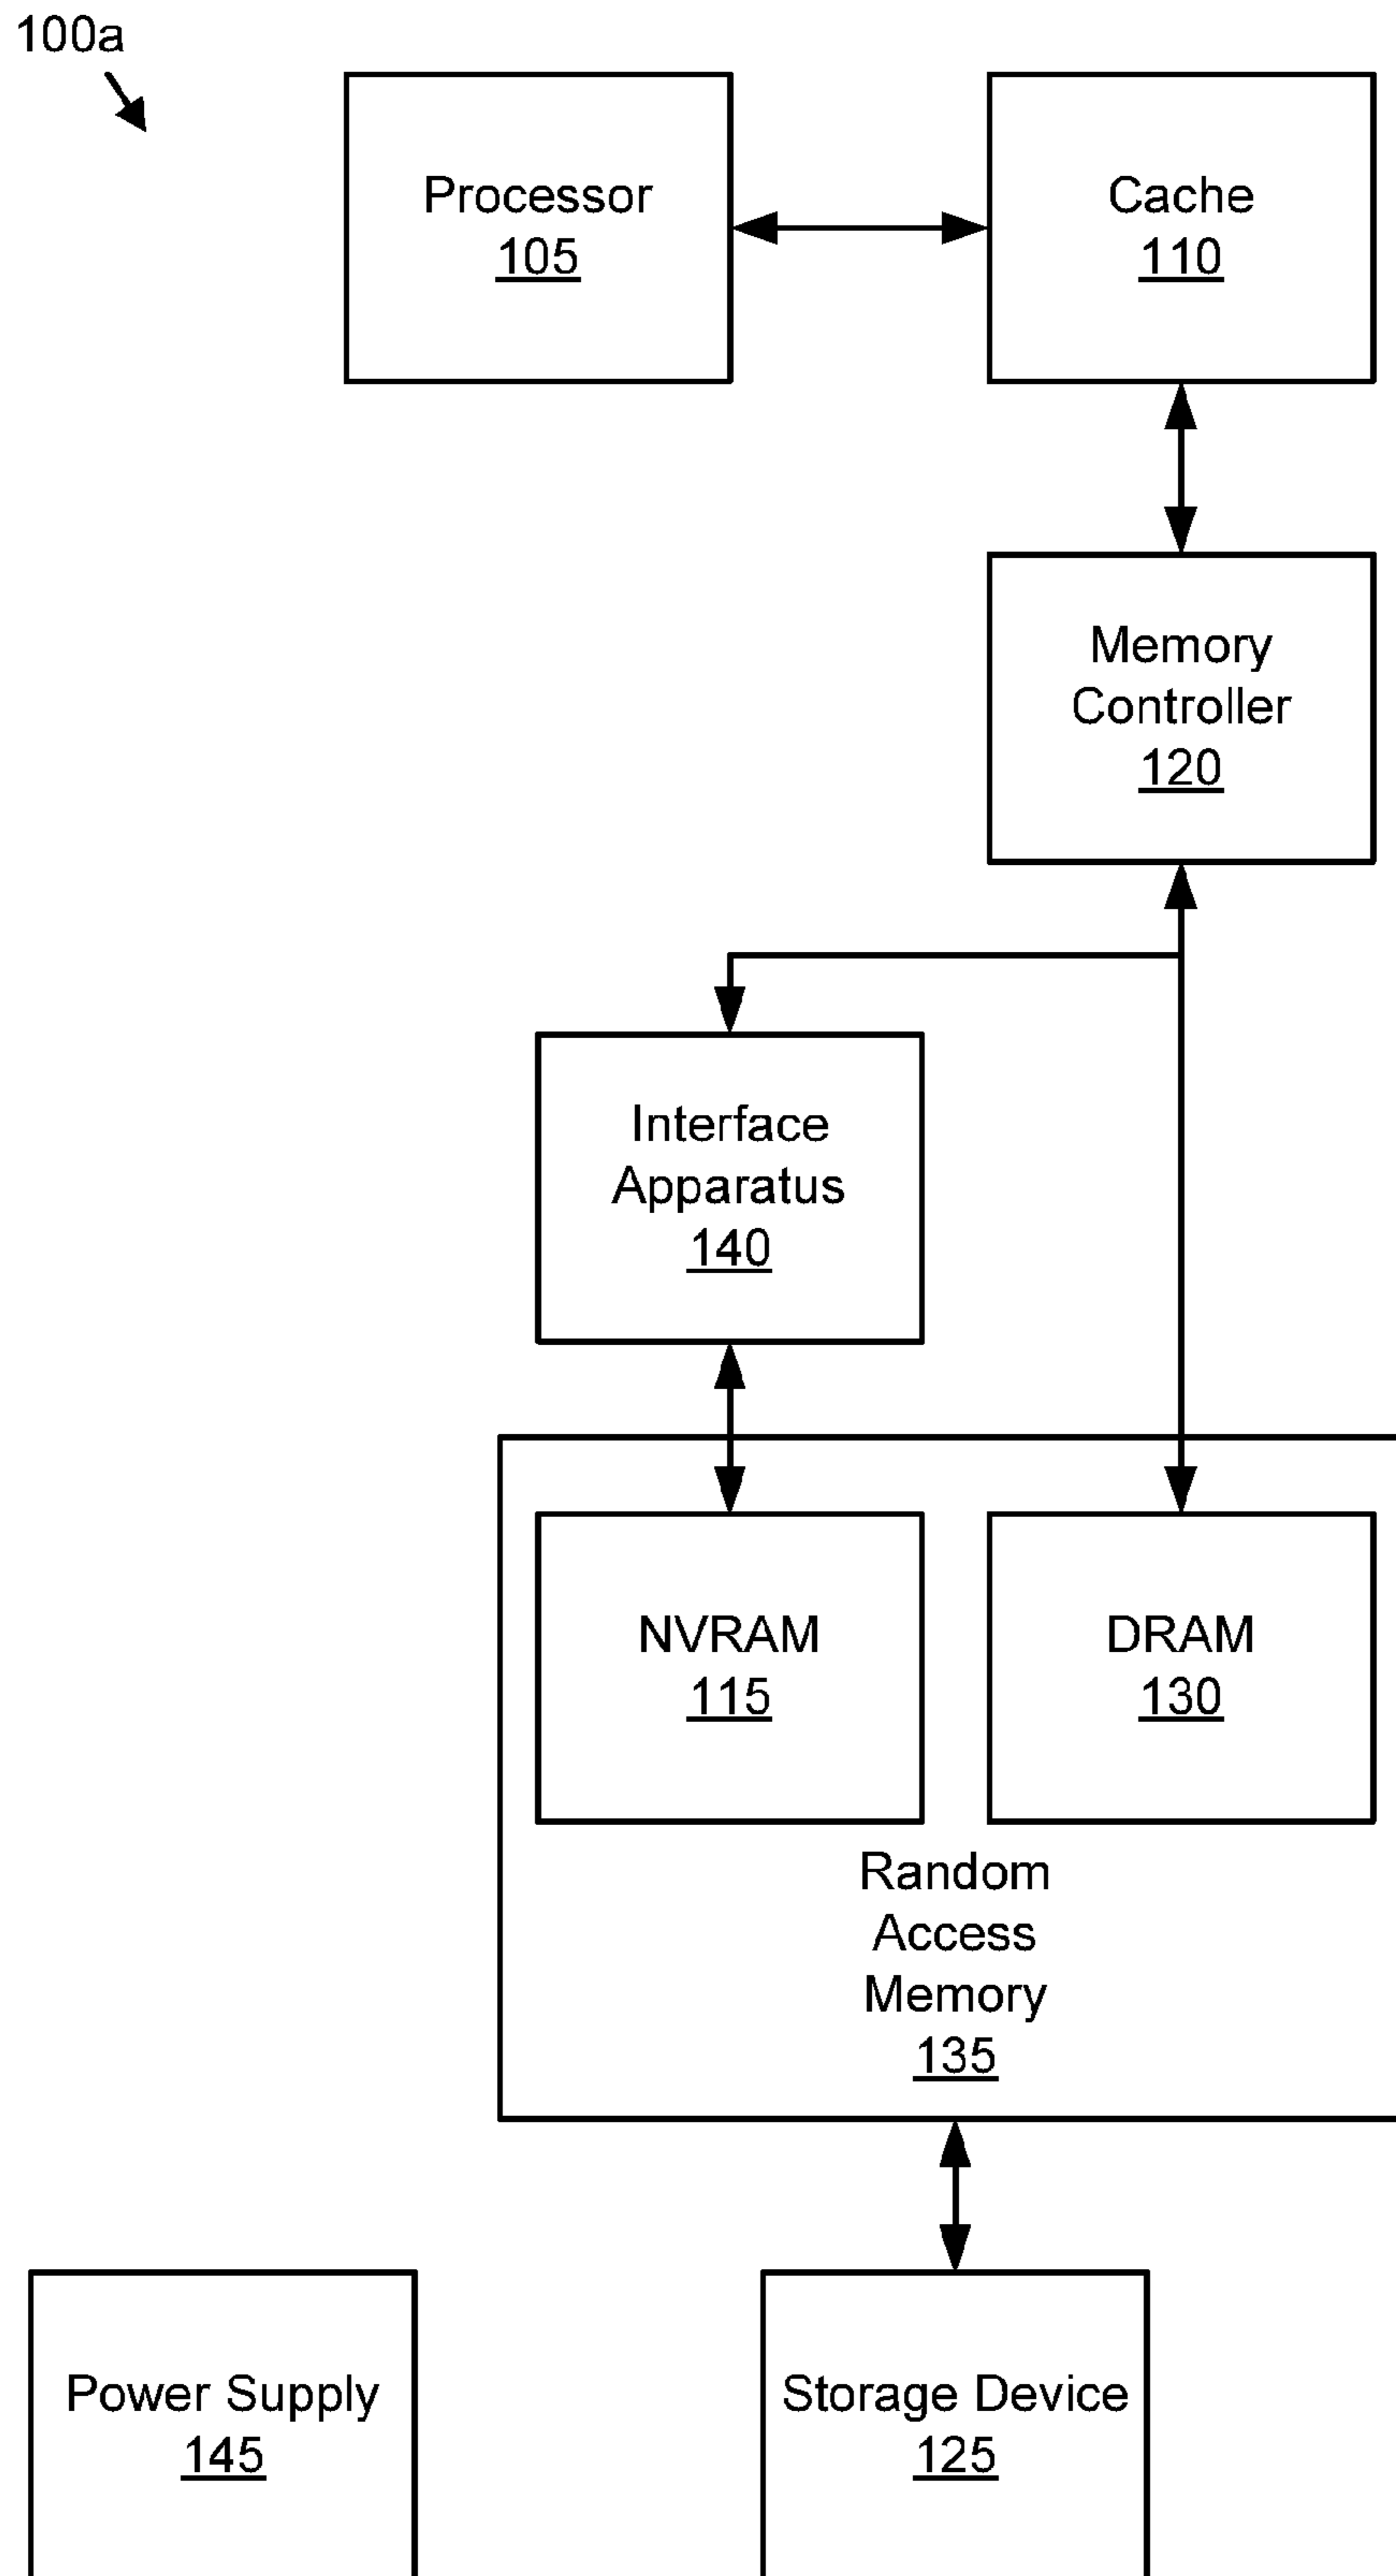 100a
Processor
105
Cache
110
Memory
Controller
120
Interface
Apparatus
140
NVRAM
115
DRAM
130
Random
Access
Memory
135
Power Supply
145
Storage Device
125